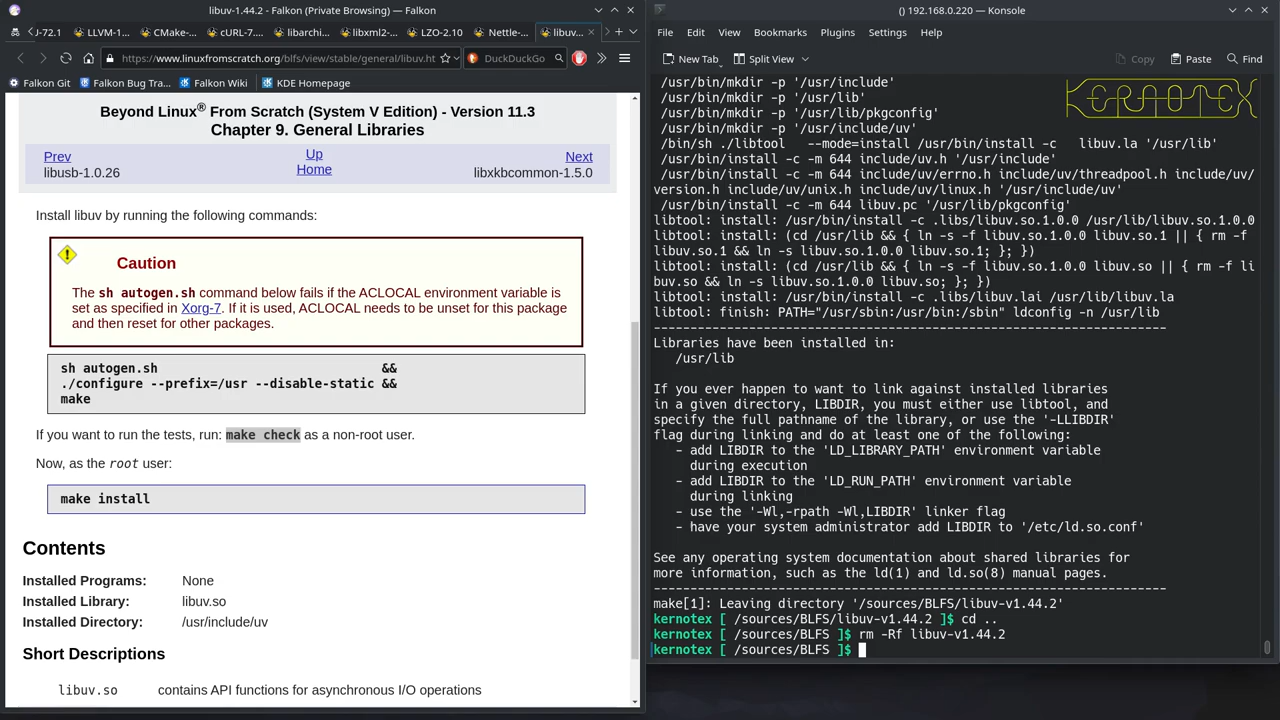 libuv-1.44.2 - Falkon (Private Browsing) — Falkon
J-72.1
LLVM-1...
CMake-...
cURL-7....
libarchi...
libxml2-...
LZO-2.10
Nettle-...
libuv...
https://www.linuxfromscratch.org/blfs/view/stable/general/libuv.ht
DuckDuckGo
Falkon Git
Falkon Bug Tra...
Falkon Wiki
KDE Homepage
Beyond Linux® From Scratch (System V Edition) - Version 11.3
Chapter 9. General Libraries
Prev
Up
Next
libusb-1.0.26
Home
libxkbcommon-1.5.0
Install libuv by running the following commands:
Caution
The sh autogen.sh command below fails if the ACLOCAL environment variable is
set as specified in Xorg-7. If it is used, ACLOCAL needs to be unset for this package
and then reset for other packages.
sh autogen.sh &&
./configure --prefix=/usr --disable-static &&
make
If you want to run the tests, run: make check as a non-root user.
Now, as the root user:
make install
Contents
Installed Programs: None
Installed Library: libuv.so
Installed Directory: /usr/include/uv
Short Descriptions
libuv.so contains API functions for asynchronous I/O operations
() 192.168.0.220 — Konsole
File Edit View Bookmarks Plugins Settings Help
New Tab Split View Copy Paste Find
KERNOTEX
/usr/bin/mkdir -p '/usr/include'
/usr/bin/mkdir -p '/usr/lib'
/usr/bin/mkdir -p '/usr/lib/pkgconfig'
/usr/bin/mkdir -p '/usr/include/uv'
/bin/sh ./libtool --mode=install /usr/bin/install -c libuv.la '/usr/lib'
/usr/bin/install -c -m 644 include/uv.h '/usr/include'
/usr/bin/install -c -m 644 include/uv/errno.h include/uv/threadpool.h include/uv/
version.h include/uv/unix.h include/uv/linux.h '/usr/include/uv'
/usr/bin/install -c -m 644 libuv.pc '/usr/lib/pkgconfig'
libtool: install: /usr/bin/install -c .libs/libuv.so.1.0.0 /usr/lib/libuv.so.1.0.0
libtool: install: (cd /usr/lib && { ln -s -f libuv.so.1.0.0 libuv.so.1 || { rm -f
libuv.so.1 && ln -s libuv.so.1.0.0 libuv.so.1; }; })
libtool: install: (cd /usr/lib && { ln -s -f libuv.so.1.0.0 libuv.so || { rm -f li
buv.so && ln -s libuv.so.1.0.0 libuv.so; }; })
libtool: install: /usr/bin/install -c .libs/libuv.lai /usr/lib/libuv.la
libtool: finish: PATH="/usr/sbin:/usr/bin:/sbin" ldconfig -n /usr/lib
----------------------------------------------------------------------
Libraries have been installed in:
/usr/lib
If you ever happen to want to link against installed libraries
in a given directory, LIBDIR, you must either use libtool, and
specify the full pathname of the library, or use the '-LLIBDIR'
flag during linking and do at least one of the following:
- add LIBDIR to the 'LD_LIBRARY_PATH' environment variable
during execution
- add LIBDIR to the 'LD_RUN_PATH' environment variable
during linking
- use the '-Wl,-rpath -Wl,LIBDIR' linker flag
- have your system administrator add LIBDIR to '/etc/ld.so.conf'
See any operating system documentation about shared libraries for
more information, such as the ld(1) and ld.so(8) manual pages.
----------------------------------------------------------------------
make[1]: Leaving directory '/sources/BLFS/libuv-v1.44.2'
kernotex [ /sources/BLFS/libuv-v1.44.2 ]$ cd ..
kernotex [ /sources/BLFS ]$ rm -Rf libuv-v1.44.2
kernotex [ /sources/BLFS ]$